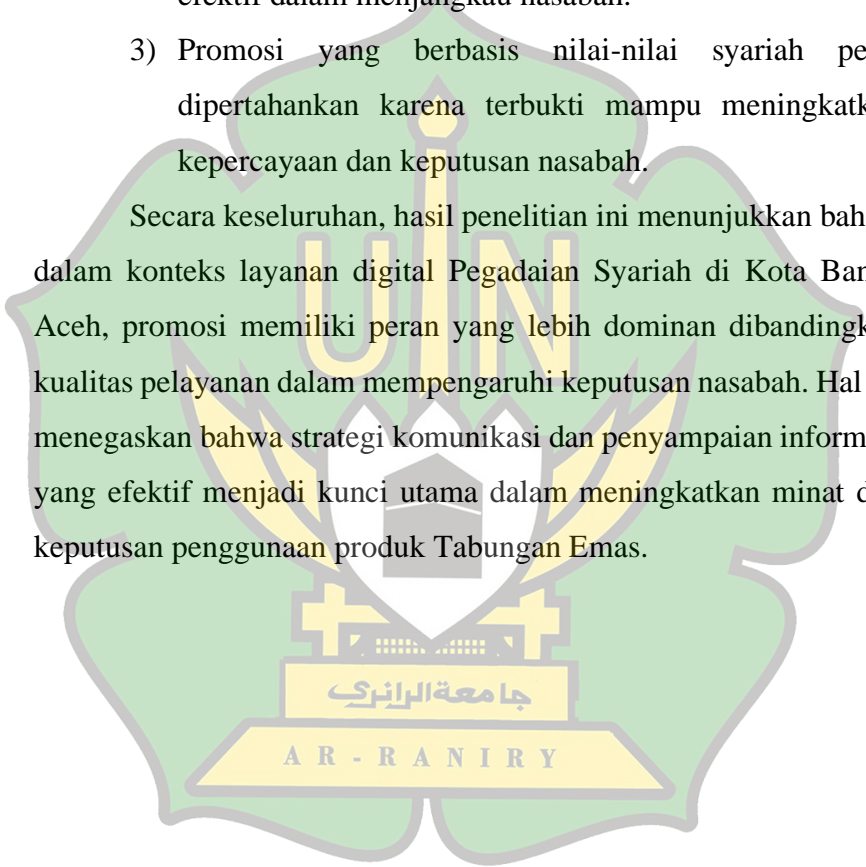 efektif dalam menjangkau nasabah.
3) Promosi yang berbasis nilai-nilai syariah pe
dipertahankan karena terbukti mampu meningkatk
kepercayaan dan keputusan nasabah.
Secara keseluruhan, hasil penelitian ini menunjukkan bah
dalam konteks layanan digital Pegadaian Syariah di Kota Ban
Aceh, promosi memiliki peran yang lebih dominan dibandingk
kualitas pelayanan dalam mempengaruhi keputusan nasabah. Hal
menegaskan bahwa strategi komunikasi dan penyampaian inform
yang efektif menjadi kunci utama dalam meningkatkan minat d
keputusan penggunaan produk Tabungan Emas.
UIN
جامعة الرانري
AR-RANIRY